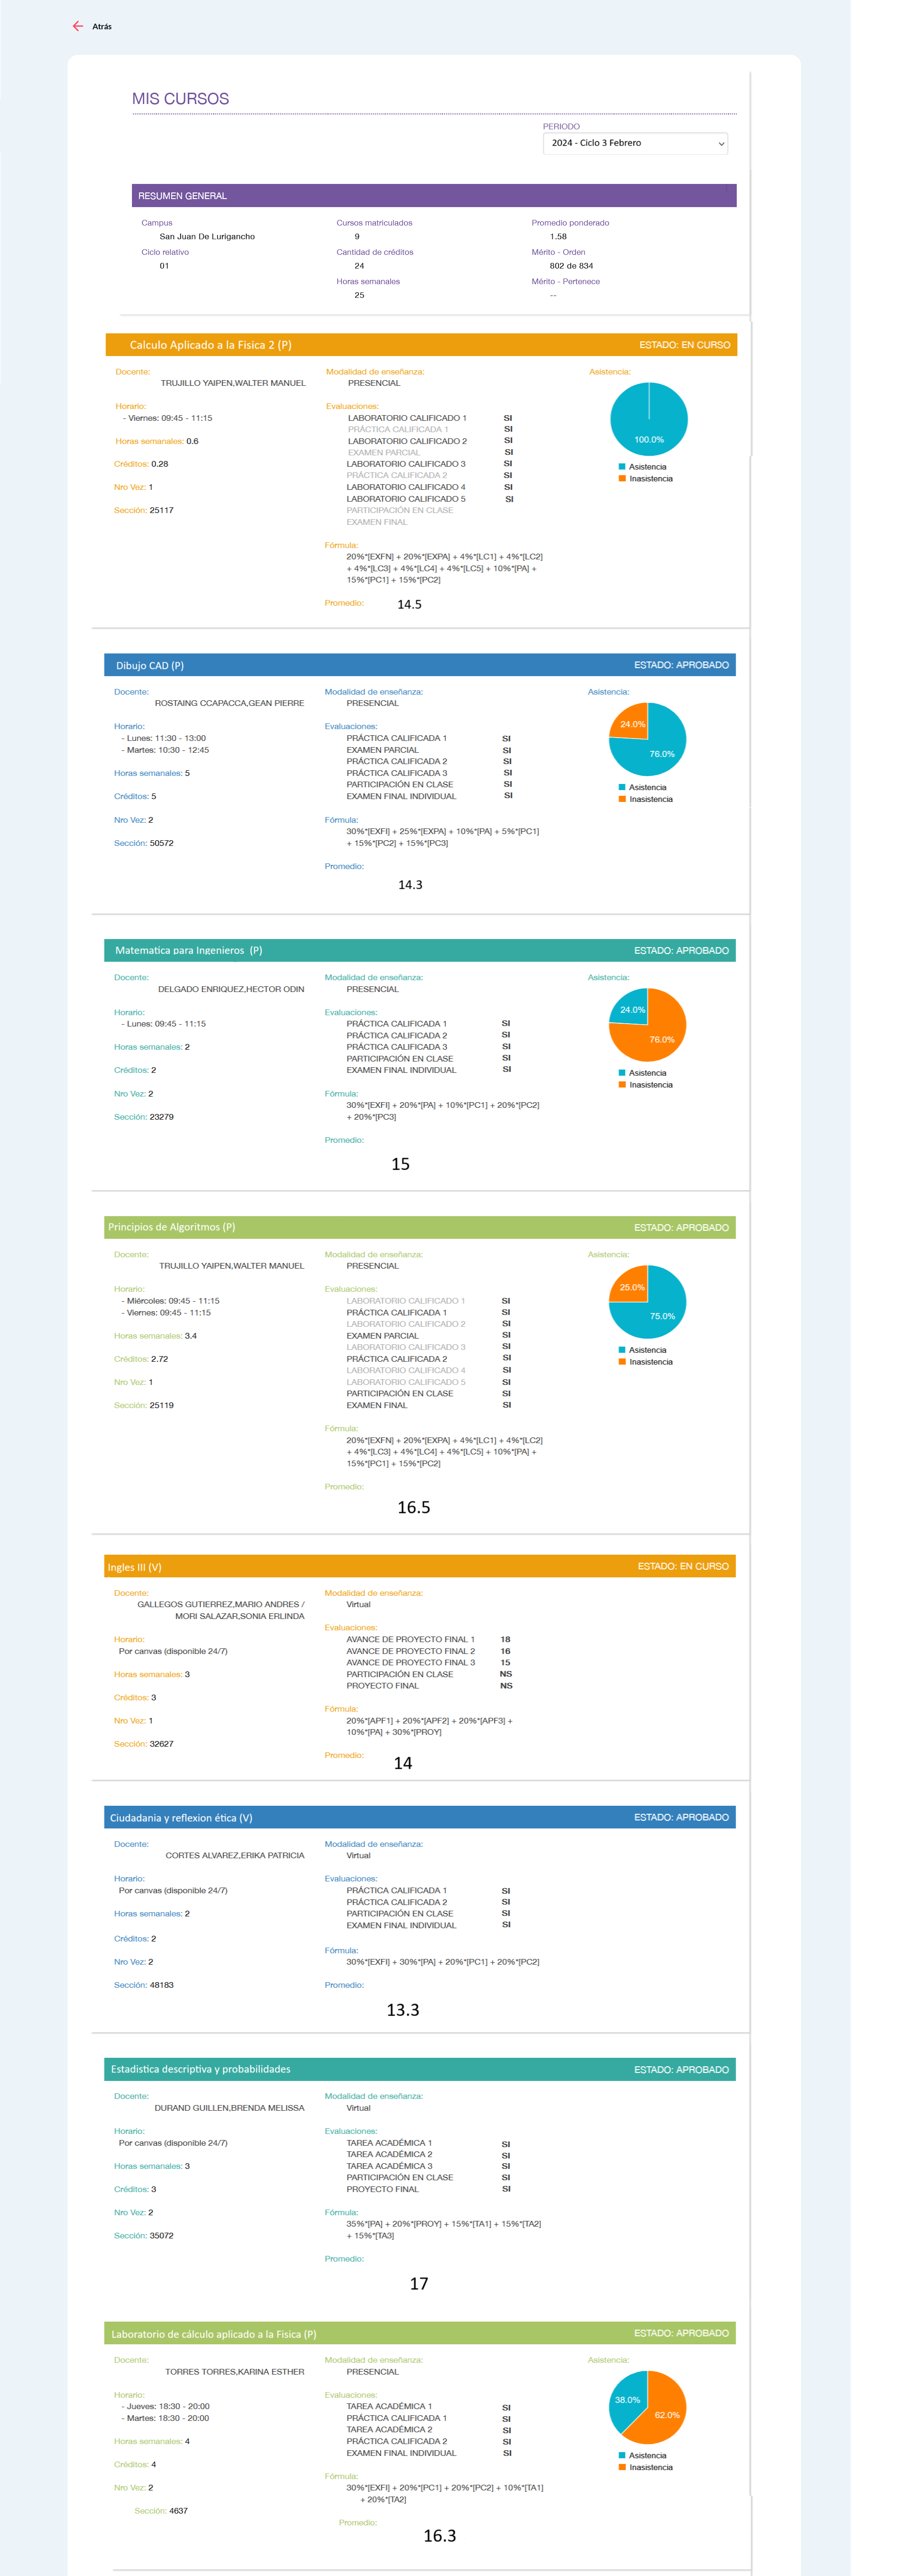 Atrás
MIS CURSOS
PERIODO
2024 - Ciclo 3 Febrero
RESUMEN GENERAL
Campus
San Juan De Lurigancho
Ciclo relativo
01
Cursos matriculados
9
Cantidad de créditos
24
Horas semanales
25
Promedio ponderado
1.58
Mérito - Orden
802 de 834
Mérito - Pertenece
--
Calculo Aplicado a la Fisica 2 (P)
ESTADO: EN CURSO
Docente:
TRUJILLO YAIPEN,WALTER MANUEL
Horario:
- Viernes: 09:45 - 11:15
Horas semanales: 0.6
Créditos: 0.28
Nro Vez: 1
Sección: 25117
Modalidad de enseñanza:
PRESENCIAL
Evaluaciones:
LABORATORIO CALIFICADO 1 SI
PRÁCTICA CALIFICADA 1 SI
LABORATORIO CALIFICADO 2 SI
EXAMEN PARCIAL SI
LABORATORIO CALIFICADO 3 SI
PRÁCTICA CALIFICADA 2 SI
LABORATORIO CALIFICADO 4 SI
LABORATORIO CALIFICADO 5 SI
PARTICIPACIÓN EN CLASE
EXAMEN FINAL
Fórmula:
20%*[EXFN] + 20%*[EXPA] + 4%*[LC1] + 4%*[LC2]
+ 4%*[LC3] + 4%*[LC4] + 4%*[LC5] + 10%*[PA] +
15%*[PC1] + 15%*[PC2]
Promedio: 14.5
Asistencia:
100.0%
Asistencia
Inasistencia
Dibujo CAD (P)
ESTADO: APROBADO
Docente:
ROSTAING CCAPACCA,GEAN PIERRE
Horario:
- Lunes: 11:30 - 13:00
- Martes: 10:30 - 12:45
Horas semanales: 5
Créditos: 5
Nro Vez: 2
Sección: 50572
Modalidad de enseñanza:
PRESENCIAL
Evaluaciones:
PRÁCTICA CALIFICADA 1 SI
EXAMEN PARCIAL SI
PRÁCTICA CALIFICADA 2 SI
PRÁCTICA CALIFICADA 3 SI
PARTICIPACIÓN EN CLASE SI
EXAMEN FINAL INDIVIDUAL SI
Fórmula:
30%*[EXFI] + 25%*[EXPA] + 10%*[PA] + 5%*[PC1]
+ 15%*[PC2] + 15%*[PC3]
Promedio:
14.3
Asistencia:
24.0%
76.0%
Asistencia
Inasistencia
Matematica para Ingenieros (P)
ESTADO: APROBADO
Docente:
DELGADO ENRIQUEZ,HECTOR ODIN
Horario:
- Lunes: 09:45 - 11:15
Horas semanales: 2
Créditos: 2
Nro Vez: 2
Sección: 23279
Modalidad de enseñanza:
PRESENCIAL
Evaluaciones:
PRÁCTICA CALIFICADA 1 SI
PRÁCTICA CALIFICADA 2 SI
PRÁCTICA CALIFICADA 3 SI
PARTICIPACIÓN EN CLASE SI
EXAMEN FINAL INDIVIDUAL SI
Fórmula:
30%*[EXFI] + 20%*[PA] + 10%*[PC1] + 20%*[PC2]
+ 20%*[PC3]
Promedio:
15
Asistencia:
24.0%
76.0%
Asistencia
Inasistencia
Principios de Algoritmos (P)
ESTADO: APROBADO
Docente:
TRUJILLO YAIPEN,WALTER MANUEL
Horario:
- Miércoles: 09:45 - 11:15
- Viernes: 09:45 - 11:15
Horas semanales: 3.4
Créditos: 2.72
Nro Vez: 1
Sección: 25119
Modalidad de enseñanza:
PRESENCIAL
Evaluaciones:
LABORATORIO CALIFICADO 1 SI
PRÁCTICA CALIFICADA 1 SI
LABORATORIO CALIFICADO 2 SI
EXAMEN PARCIAL SI
LABORATORIO CALIFICADO 3 SI
PRÁCTICA CALIFICADA 2 SI
LABORATORIO CALIFICADO 4 SI
LABORATORIO CALIFICADO 5 SI
PARTICIPACIÓN EN CLASE SI
EXAMEN FINAL SI
Fórmula:
20%*[EXFN] + 20%*[EXPA] + 4%*[LC1] + 4%*[LC2]
+ 4%*[LC3] + 4%*[LC4] + 4%*[LC5] + 10%*[PA] +
15%*[PC1] + 15%*[PC2]
Promedio:
16.5
Asistencia:
25.0%
75.0%
Asistencia
Inasistencia
Ingles III (V)
ESTADO: EN CURSO
Docente:
GALLEGOS GUTIERREZ,MARIO ANDRES /
MORI SALAZAR,SONIA ERLINDA
Horario:
Por canvas (disponible 24/7)
Horas semanales: 3
Créditos: 3
Nro Vez: 1
Sección: 32627
Modalidad de enseñanza:
Virtual
Evaluaciones:
AVANCE DE PROYECTO FINAL 1 18
AVANCE DE PROYECTO FINAL 2 16
AVANCE DE PROYECTO FINAL 3 15
PARTICIPACIÓN EN CLASE NS
PROYECTO FINAL NS
Fórmula:
20%*[APF1] + 20%*[APF2] + 20%*[APF3] +
10%*[PA] + 30%*[PROY]
Promedio: 14
Ciudadania y reflexion ética (V)
ESTADO: APROBADO
Docente:
CORTES ALVAREZ,ERIKA PATRICIA
Horario:
Por canvas (disponible 24/7)
Horas semanales: 2
Créditos: 2
Nro Vez: 2
Sección: 48183
Modalidad de enseñanza:
Virtual
Evaluaciones:
PRÁCTICA CALIFICADA 1 SI
PRÁCTICA CALIFICADA 2 SI
PARTICIPACIÓN EN CLASE SI
EXAMEN FINAL INDIVIDUAL SI
Fórmula:
30%*[EXFI] + 30%*[PA] + 20%*[PC1] + 20%*[PC2]
Promedio:
13.3
Estadistica descriptiva y probabilidades
ESTADO: APROBADO
Docente:
DURAND GUILLEN,BRENDA MELISSA
Horario:
Por canvas (disponible 24/7)
Horas semanales: 3
Créditos: 3
Nro Vez: 2
Sección: 35072
Modalidad de enseñanza:
Virtual
Evaluaciones:
TAREA ACADÉMICA 1 SI
TAREA ACADÉMICA 2 SI
TAREA ACADÉMICA 3 SI
PARTICIPACIÓN EN CLASE SI
PROYECTO FINAL SI
Fórmula:
35%*[PA] + 20%*[PROY] + 15%*[TA1] + 15%*[TA2]
+ 15%*[TA3]
Promedio:
17
Laboratorio de cálculo aplicado a la Fisica (P)
ESTADO: APROBADO
Docente:
TORRES TORRES,KARINA ESTHER
Horario:
- Jueves: 18:30 - 20:00
- Martes: 18:30 - 20:00
Horas semanales: 4
Créditos: 4
Nro Vez: 2
Sección: 4637
Modalidad de enseñanza:
PRESENCIAL
Evaluaciones:
TAREA ACADÉMICA 1 SI
PRÁCTICA CALIFICADA 1 SI
TAREA ACADÉMICA 2 SI
PRÁCTICA CALIFICADA 2 SI
EXAMEN FINAL INDIVIDUAL SI
Fórmula:
30%*[EXFI] + 20%*[PC1] + 20%*[PC2] + 10%*[TA1]
+ 20%*[TA2]
Promedio:
16.3
Asistencia:
38.0%
62.0%
Asistencia
Inasistencia